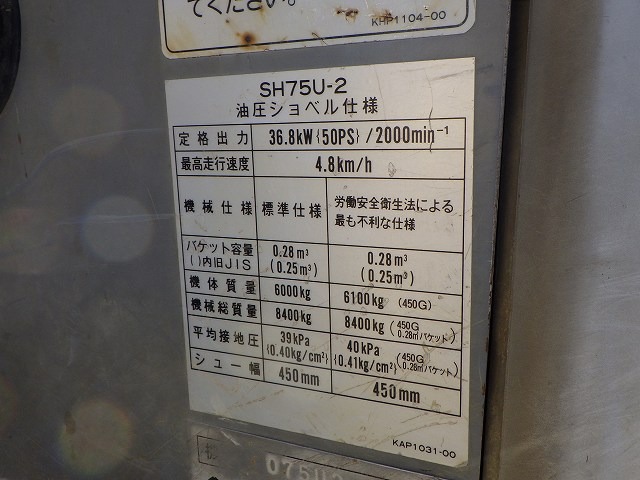 てください。
KHP1104-00
SH75U-2
油圧ショベル仕様
定格出力 36.8kW{50PS}/2000min⁻¹
最高走行速度 4.8km/h
機械仕様 標準仕様 労働安全衛生法による
最も不利な仕様
バケット容量 0.28m³ 0.28m³
( )内旧JIS (0.25m³) (0.25m³)
機体質量 6000kg 6100kg (450G)
機械総質量 8400kg 8400kg (450G 0.28㎥バケット)
平均接地圧 39kPa 40kPa (450G
{0.40kg/cm²} {0.41kg/cm²} 0.28㎥バケット)
シュー幅 450mm 450mm
KAP1031-00
075U